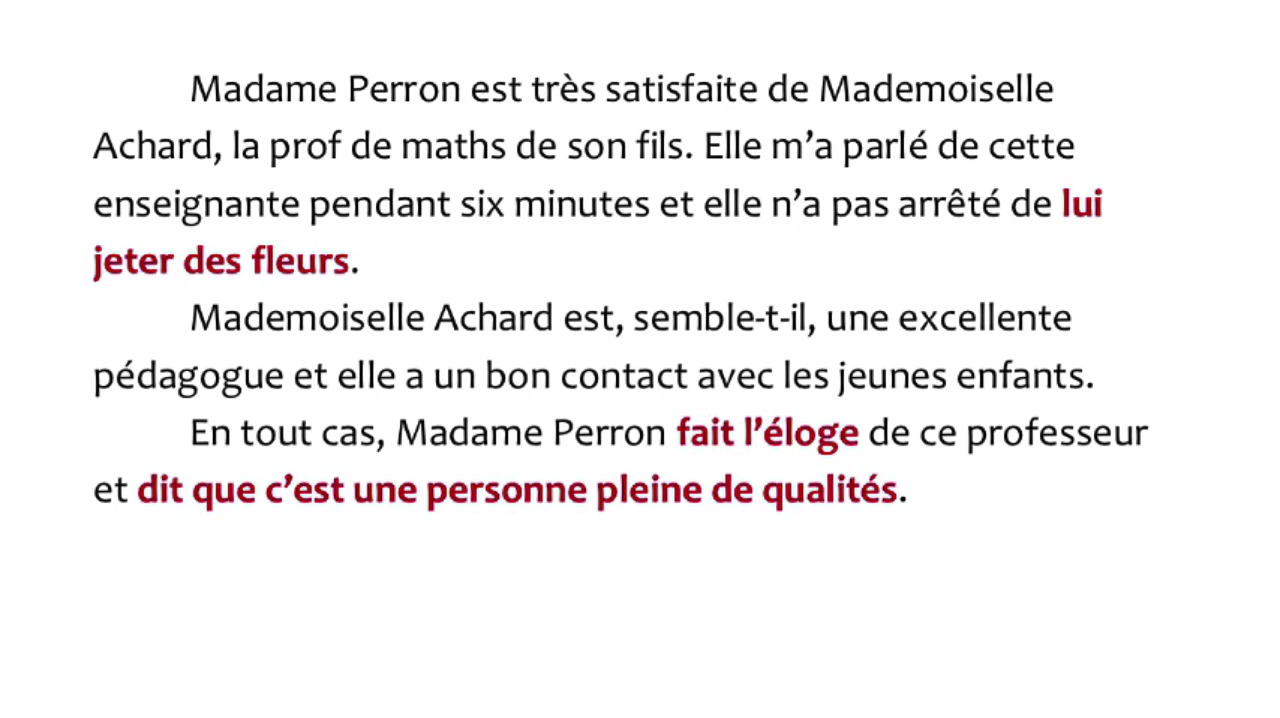 Madame Perron est très satisfaite de Mademoiselle
Achard, la prof de maths de son fils. Elle m’a parlé de cette
enseignante pendant six minutes et elle n’a pas arrêté de lui
jeter des fleurs.
Mademoiselle Achard est, semble-t-il, une excellente
pédagogue et elle a un bon contact avec les jeunes enfants.
En tout cas, Madame Perron fait l’éloge de ce professeur
et dit que c’est une personne pleine de qualités.